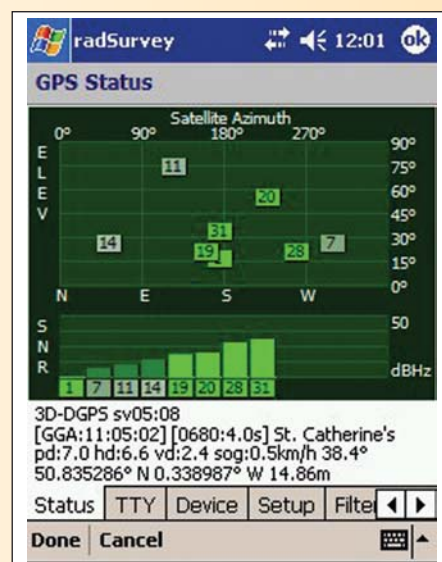 radSurvey 12:01 ok
GPS Status
Satellite Azimuth
0° 90° 180° 270°
ELEV
90°
75°
60°
45°
30°
15°
0°
11
20
31
14 19 28 7
N E S W
SNR
50
dBHz
1 7 11 14 19 20 28 31
3D-DGPS sv05:08
[GGA:11:05:02] [0680:4.0s] St. Catherine's
pd:7.0 hd:6.6 vd:2.4 sog:0.5km/h 38.4°
50.835286° N 0.338987° W 14.86m
Status TTY Device Setup Filte
Done Cancel